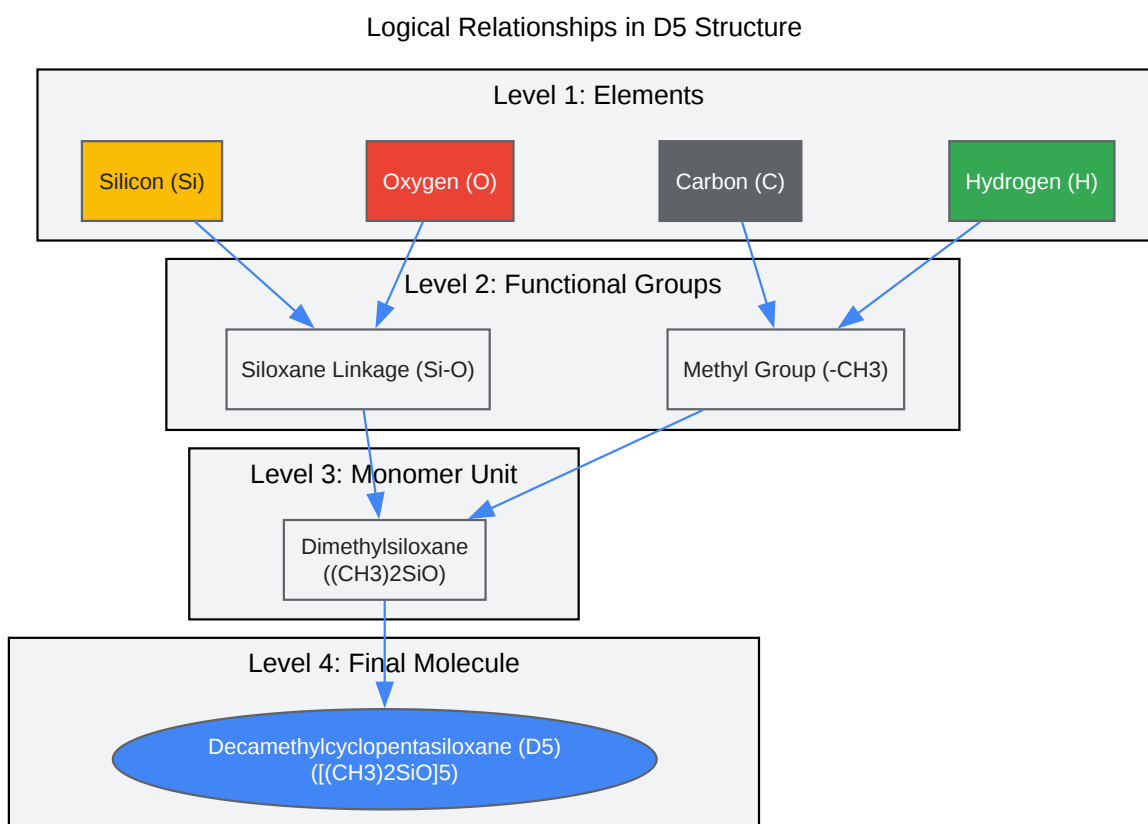 Logical Relationships in D5 Structure
Level 1: Elements
Silicon (Si)
Oxygen (O)
Carbon (C)
Hydrogen (H)
Level 2: Functional Groups
Siloxane Linkage (Si-O)
Methyl Group (-CH3)
Level 3: Monomer Unit
Dimethylsiloxane
((CH3)2SiO)
Level 4: Final Molecule
Decamethylcyclopentasiloxane (D5)
([(CH3)2SiO]5)